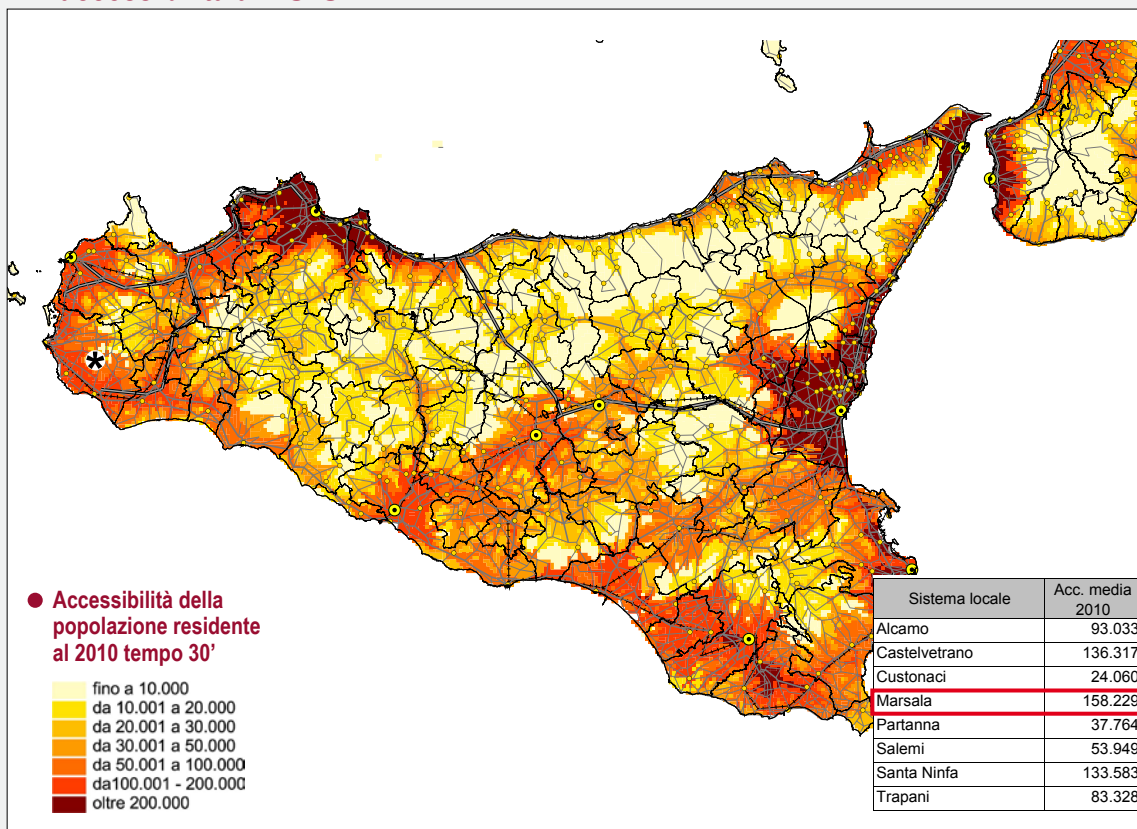 ● Accessibilità della
popolazione residente
al 2010 tempo 30’
fino a 10.000
da 10.001 a 20.000
da 20.001 a 30.000
da 30.001 a 50.000
da 50.001 a 100.000
da100.001 - 200.000
oltre 200.000
Sistema locale Acc. media 2010
Alcamo 93.033
Castelvetrano 136.317
Custonaci 24.060
Marsala 158.229
Partanna 37.764
Salemi 53.949
Santa Ninfa 133.583
Trapani 83.328